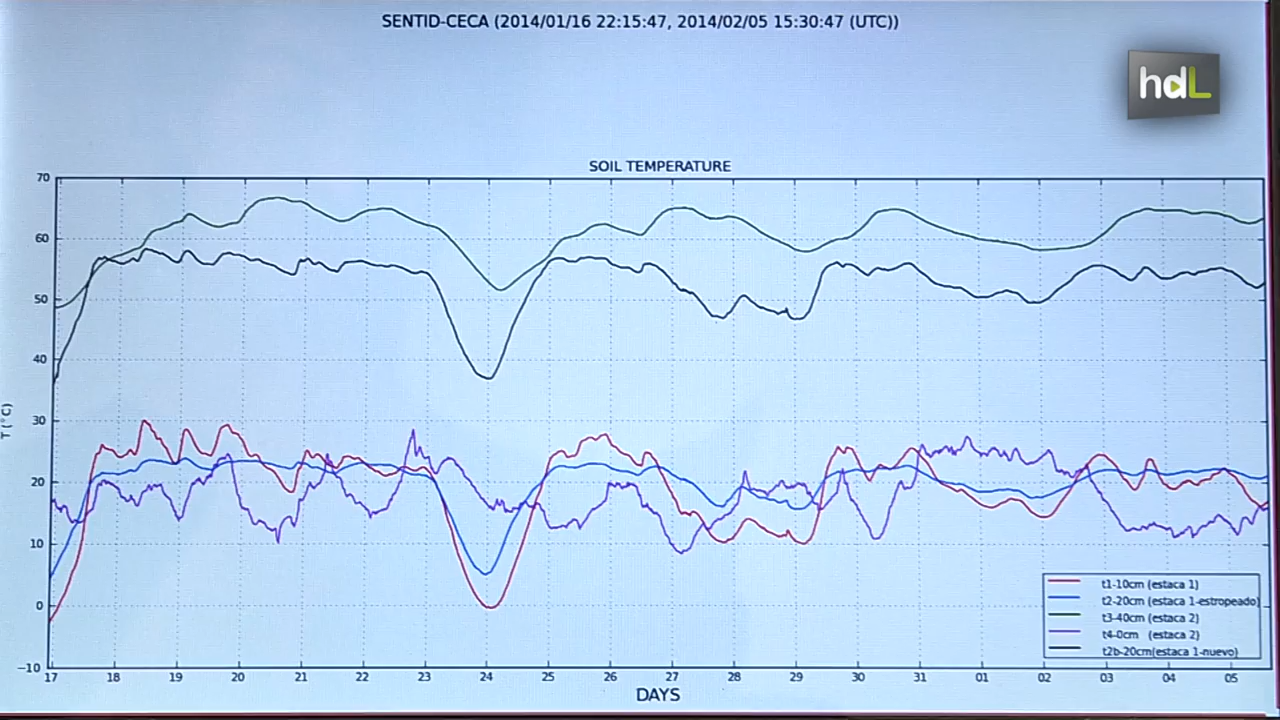 SENTID-CECA (2014/01/16 22:15:47, 2014/02/05 15:30:47 (UTC))
hdL
SOIL TEMPERATURE
70
60
50
40
30
20
10
0
−10
T(°C)
17 18 19 20 21 22 23 24 25 26 27 28 29 30 31 01 02 03 04 05
DAYS
t1-10cm (estaca 1)
t2-20cm (estaca 1-estropeado)
t3-40cm (estaca 2)
t4-0cm (estaca 2)
t2b-20cm(estaca 1-nuevo)